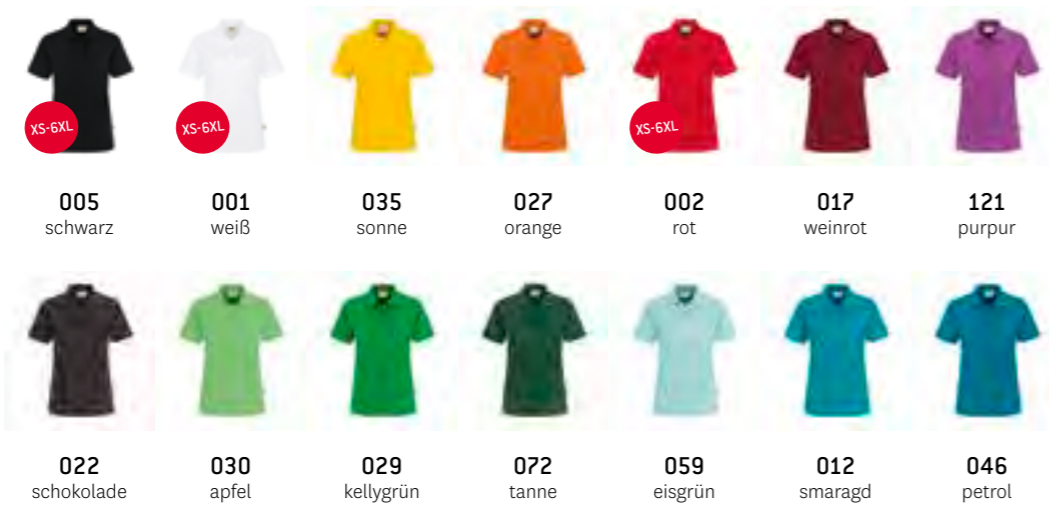 XS-6XL
XS-6XL
XS-6XL
005 001 035 027 002 017 121
schwarz weiß sonne orange rot weinrot purpur
022 030 029 072 059 012 046
schokolade apfel kellygrün tanne eisgrün smaragd petrol